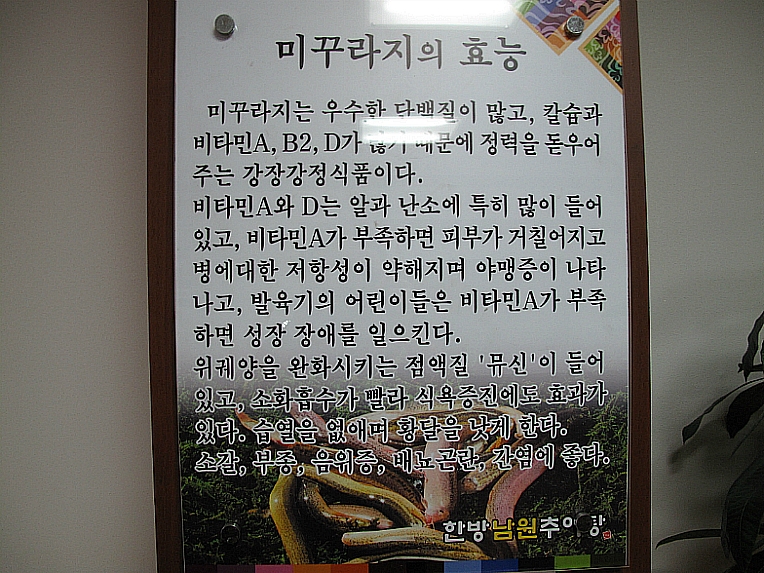 미꾸라지의 효능
미꾸라지는 우수한 단백질이 많고, 칼슘과
비타민A, B2, D가 많기 때문에 정력을 돋우어
주는 강장강정식품이다.
비타민A와 D는 알과 난소에 특히 많이 들어
있고, 비타민A가 부족하면 피부가 거칠어지고
병에대한 저항성이 약해지며 야맹증이 나타
나고, 발육기의 어린이들은 비타민A가 부족
하면 성장 장애를 일으킨다.
위궤양을 완화시키는 점액질 '뮤신'이 들어
있고, 소화흡수가 빨라 식욕증진에도 효과가
있다. 습열을 없애며 황달을 낫게 한다.
소갈, 부종, 음위증, 배뇨곤란, 간염에 좋다.
한방남원추어탕